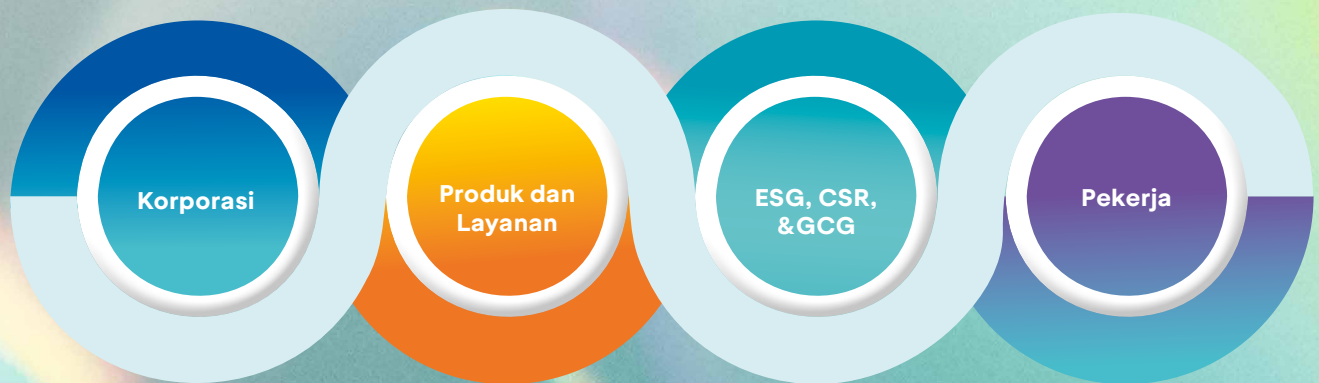 Korporasi
Produk dan
Layanan
ESG, CSR,
&GCG
Pekerja